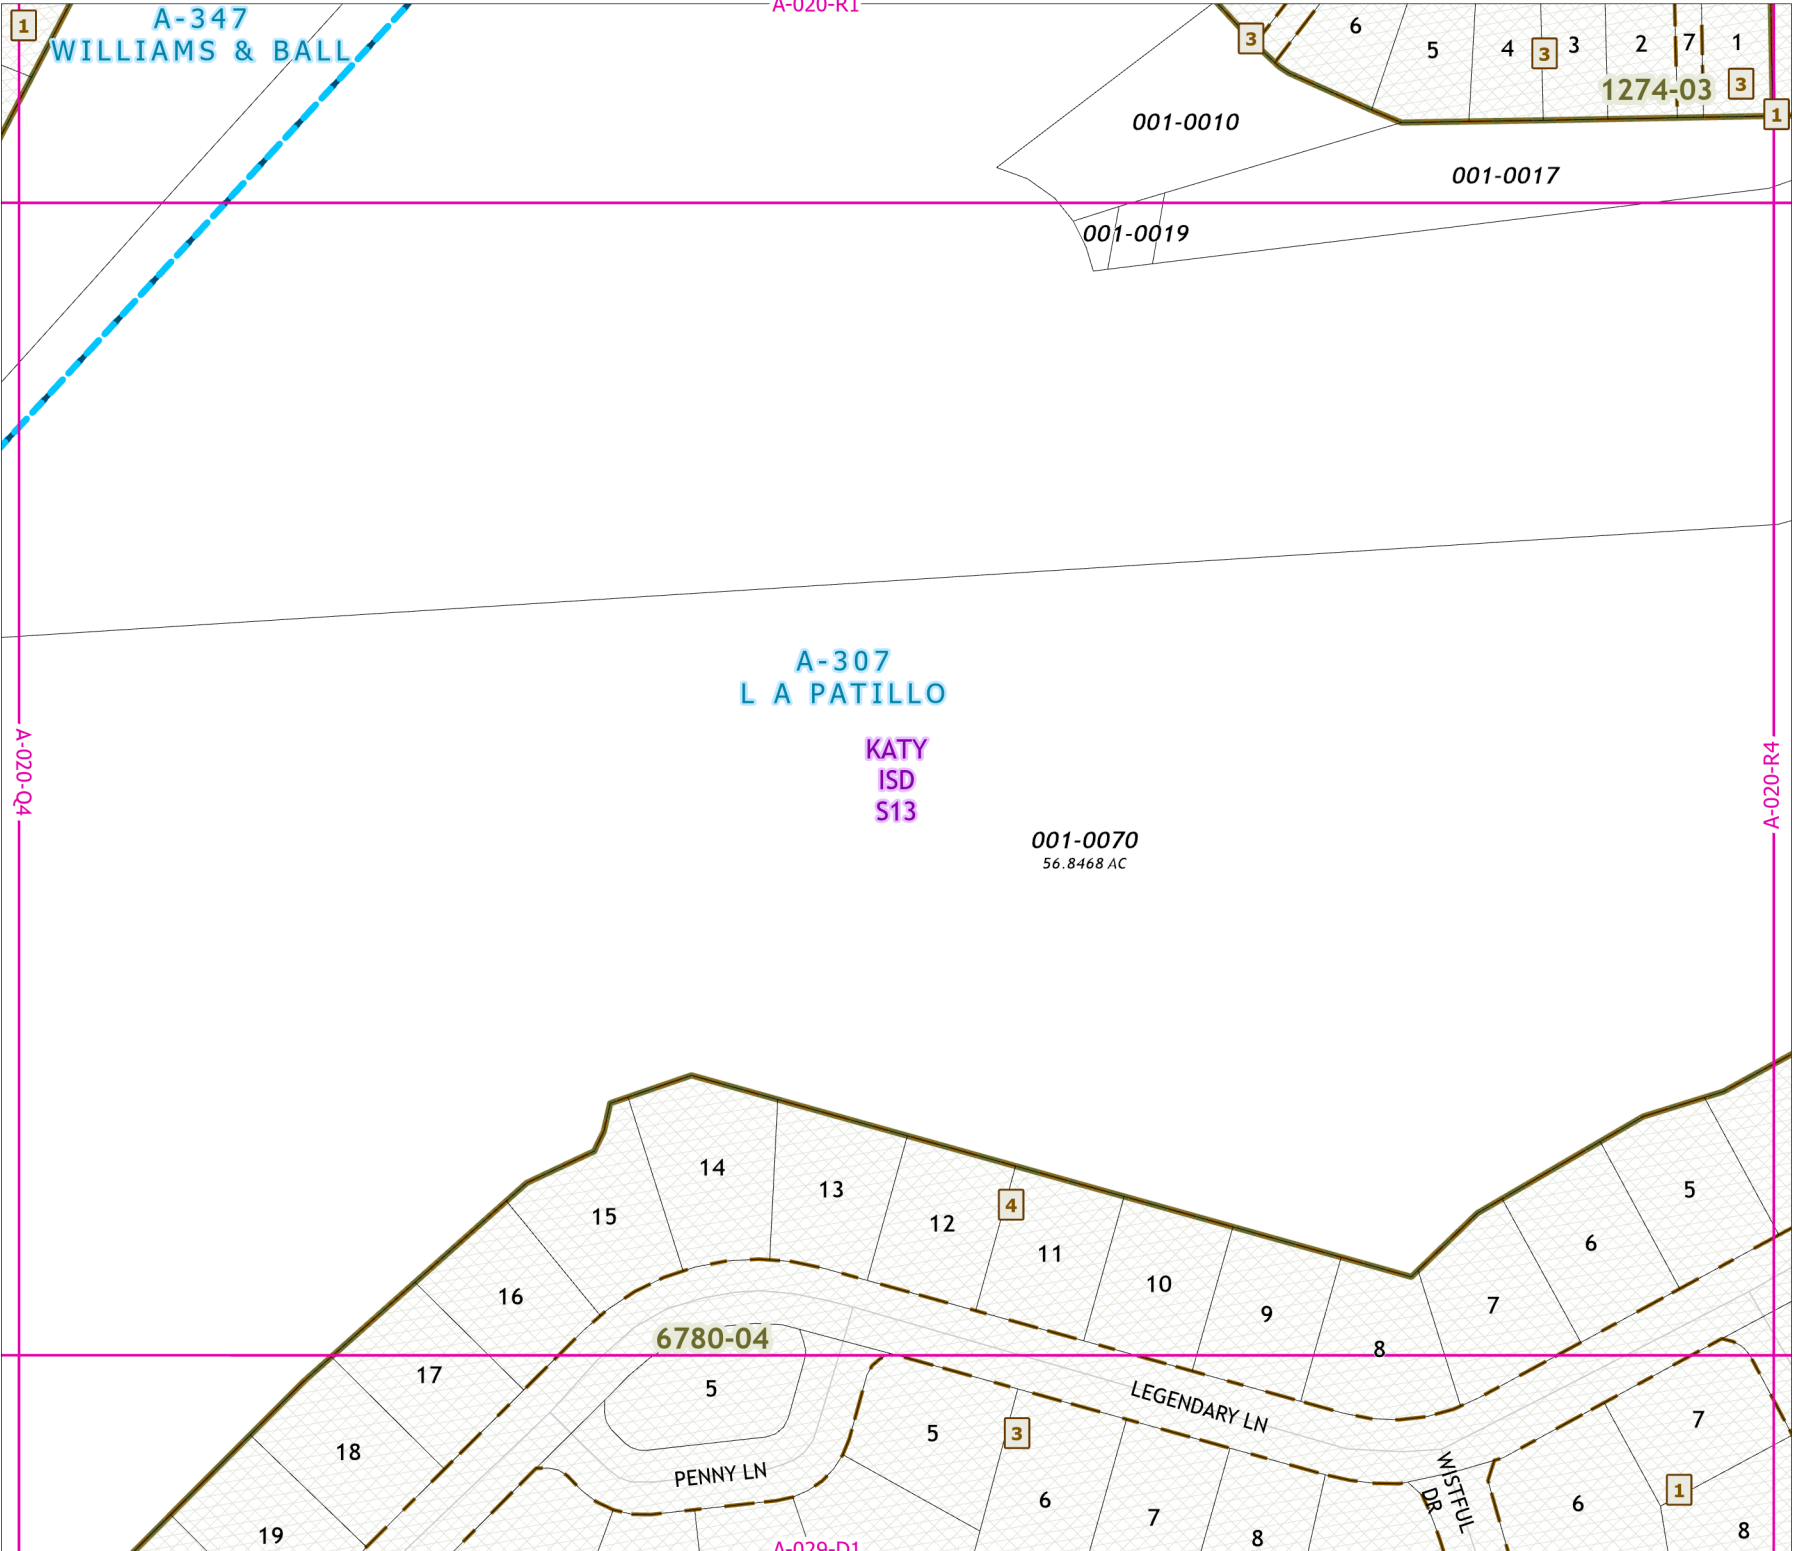 A-020-R1
1
A-347
WILLIAMS & BALL
3
6
5
4
3
3
2
7
1
1274-03
3
1
001-0010
001-0017
001-0019
A-307
L A PATILLO
KATY
ISD
S13
A-020-Q4
A-020-R4
001-0070
56.8468 AC
14
13
15
12
4
11
10
9
8
7
6
5
16
17
18
19
6780-04
5
LEGENDARY LN
PENNY LN
5
3
6
7
8
WISTFUL
DR
7
1
6
8
A-029-D1